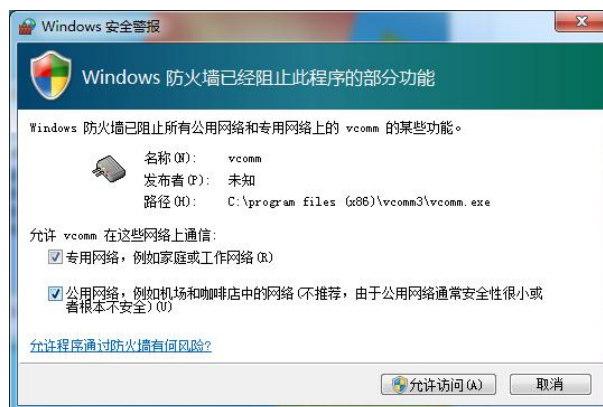 Windows 安全警报
Windows 防火墙已经阻止此程序的部分功能
Windows 防火墙已阻止所有公用网络和专用网络上的 vcomm 的某些功能。
名称(N): vcomm
发布者(P): 未知
路径(H): C:\program files (x86)\vcomm3\vcomm.exe
允许 vcomm 在这些网络上通信:
专用网络，例如家庭或工作网络(R)
公用网络，例如机场和咖啡店中的网络(不推荐，由于公用网络通常安全性很小或
者根本不安全)(U)
允许程序通过防火墙有何风险?
允许访问(A) 取消